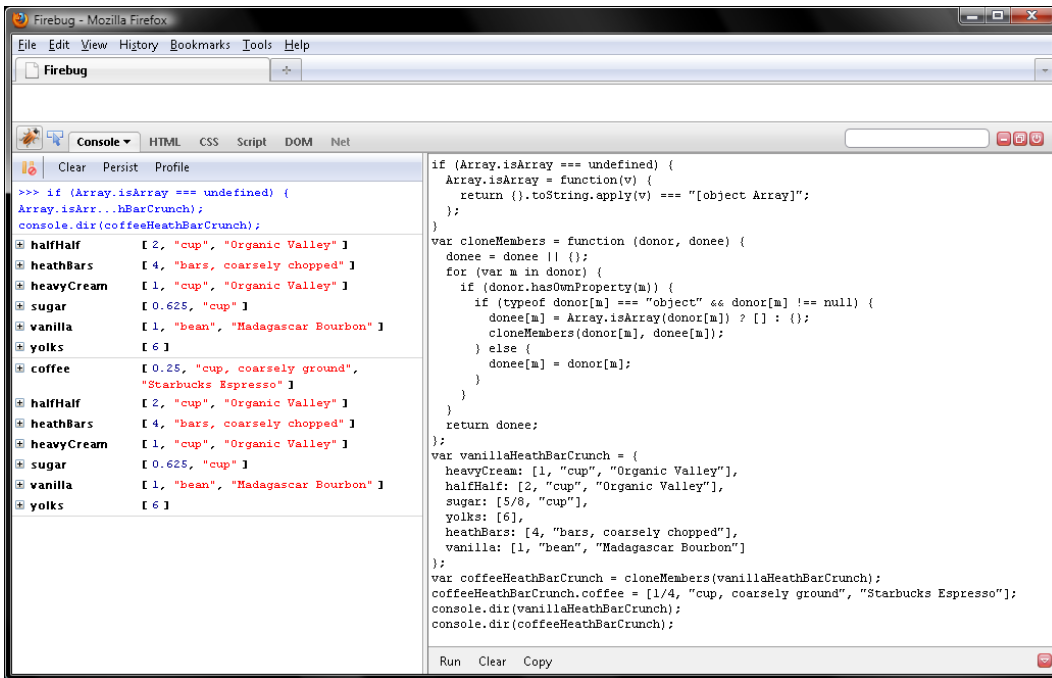 Firebug - Mozilla Firefox
File Edit View History Bookmarks Tools Help
Firebug
Console HTML CSS Script DOM Net
Clear Persist Profile
>>> if (Array.isArray === undefined) {
Array.isArr...hBarCrunch);
console.dir(coffeeHeathBarCrunch);
halfHalf [ 2, "cup", "Organic Valley" ]
heathBars [ 4, "bars, coarsely chopped" ]
heavyCream [ 1, "cup", "Organic Valley" ]
sugar [ 0.625, "cup" ]
vanilla [ 1, "bean", "Madagascar Bourbon" ]
yolks [ 6 ]
coffee [ 0.25, "cup, coarsely ground",
"Starbucks Espresso" ]
halfHalf [ 2, "cup", "Organic Valley" ]
heathBars [ 4, "bars, coarsely chopped" ]
heavyCream [ 1, "cup", "Organic Valley" ]
sugar [ 0.625, "cup" ]
vanilla [ 1, "bean", "Madagascar Bourbon" ]
yolks [ 6 ]
if (Array.isArray === undefined) {
  Array.isArray = function(v) {
    return {}.toString.apply(v) === "[object Array]";
  };
}
var cloneMembers = function (donor, donee) {
  donee = donee || {};
  for (var m in donor) {
    if (donor.hasOwnProperty(m)) {
      if (typeof donor[m] === "object" && donor[m] !== null) {
        donee[m] = Array.isArray(donor[m]) ? [] : {};
        cloneMembers(donor[m], donee[m]);
      } else {
        donee[m] = donor[m];
      }
    }
  }
  return donee;
};
var vanillaHeathBarCrunch = {
  heavyCream: [1, "cup", "Organic Valley"],
  halfHalf: [2, "cup", "Organic Valley"],
  sugar: [5/8, "cup"],
  yolks: [6],
  heathBars: [4, "bars, coarsely chopped"],
  vanilla: [1, "bean", "Madagascar Bourbon"]
};
var coffeeHeathBarCrunch = cloneMembers(vanillaHeathBarCrunch);
coffeeHeathBarCrunch.coffee = [1/4, "cup, coarsely ground", "Starbucks Espresso"];
console.dir(vanillaHeathBarCrunch);
console.dir(coffeeHeathBarCrunch);
Run Clear Copy